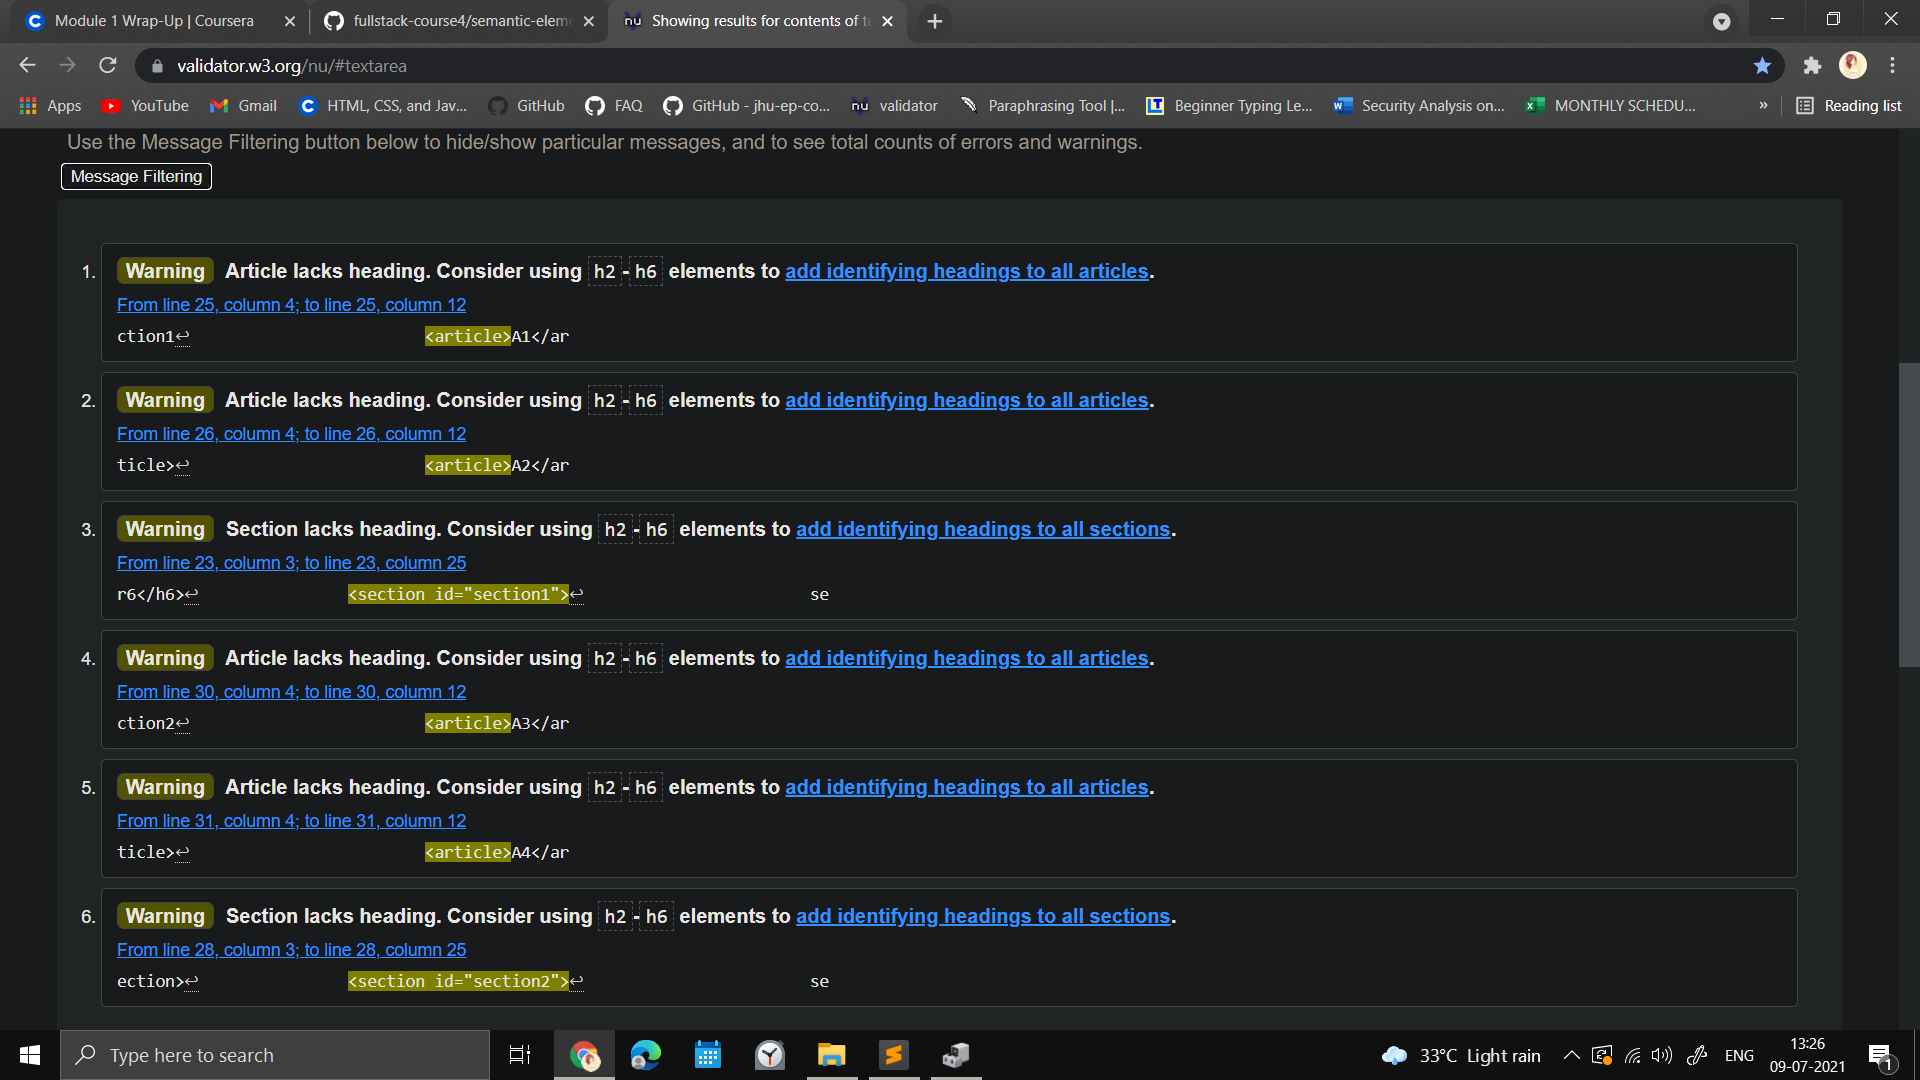 Module 1 Wrap-Up | Coursera
fullstack-course4/semantic-elem
Showing results for contents of te
validator.w3.org/nu/#textarea
Apps YouTube Gmail HTML, CSS, and Jav... GitHub FAQ GitHub - jhu-ep-co... validator Paraphrasing Tool |... Beginner Typing Le... Security Analysis on... MONTHLY SCHEDU... » Reading list
Use the Message Filtering button below to hide/show particular messages, and to see total counts of errors and warnings.
Message Filtering
1. Warning Article lacks heading. Consider using h2-h6 elements to add identifying headings to all articles.
From line 25, column 4; to line 25, column 12
ction1↩ <article>A1</ar
2. Warning Article lacks heading. Consider using h2-h6 elements to add identifying headings to all articles.
From line 26, column 4; to line 26, column 12
ticle>↩ <article>A2</ar
3. Warning Section lacks heading. Consider using h2-h6 elements to add identifying headings to all sections.
From line 23, column 3; to line 23, column 25
r6</h6>↩ <section id="section1">↩ se
4. Warning Article lacks heading. Consider using h2-h6 elements to add identifying headings to all articles.
From line 30, column 4; to line 30, column 12
ction2↩ <article>A3</ar
5. Warning Article lacks heading. Consider using h2-h6 elements to add identifying headings to all articles.
From line 31, column 4; to line 31, column 12
ticle>↩ <article>A4</ar
6. Warning Section lacks heading. Consider using h2-h6 elements to add identifying headings to all sections.
From line 28, column 3; to line 28, column 25
ection>↩ <section id="section2">↩ se
Type here to search
33°C Light rain
ENG
13:26
09-07-2021
1